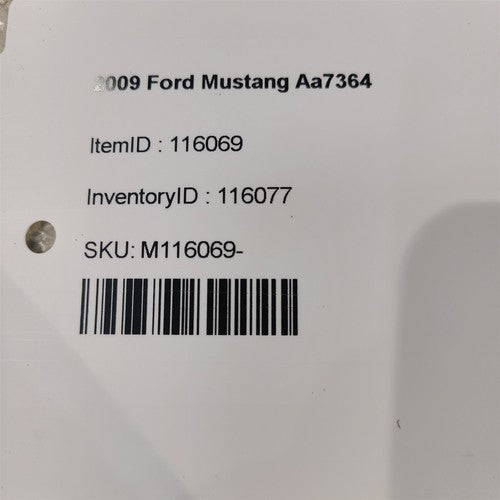 2009 Ford Mustang Aa7364
ItemID : 116069
InventoryID : 116077
SKU: M116069-